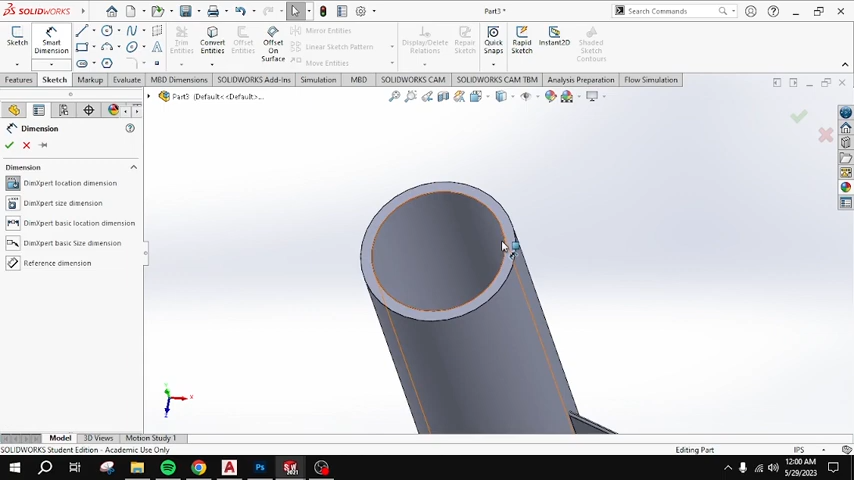 SOLIDWORKS
Part3 *
Search Commands
Sketch
Smart Dimension
Trim Entities
Convert Entities
Offset Entities
Offset On Surface
Mirror Entities
Linear Sketch Pattern
Move Entities
Display/Delete Relations
Repair Sketch
Quick Snaps
Rapid Sketch
Instant2D
Shaded Sketch Contours
Features
Sketch
Markup
Evaluate
MBD Dimensions
SOLIDWORKS Add-Ins
Simulation
MBD
SOLIDWORKS CAM
SOLIDWORKS CAM TBM
Analysis Preparation
Flow Simulation
Part3 (Default<<Default>...
Dimension
Dimension
DimXpert location dimension
DimXpert size dimension
DimXpert basic location dimension
DimXpert basic Size dimension
Reference dimension
Model
3D Views
Motion Study 1
SOLIDWORKS Student Edition - Academic Use Only
Editing Part
IPS
12:00 AM
5/29/2023